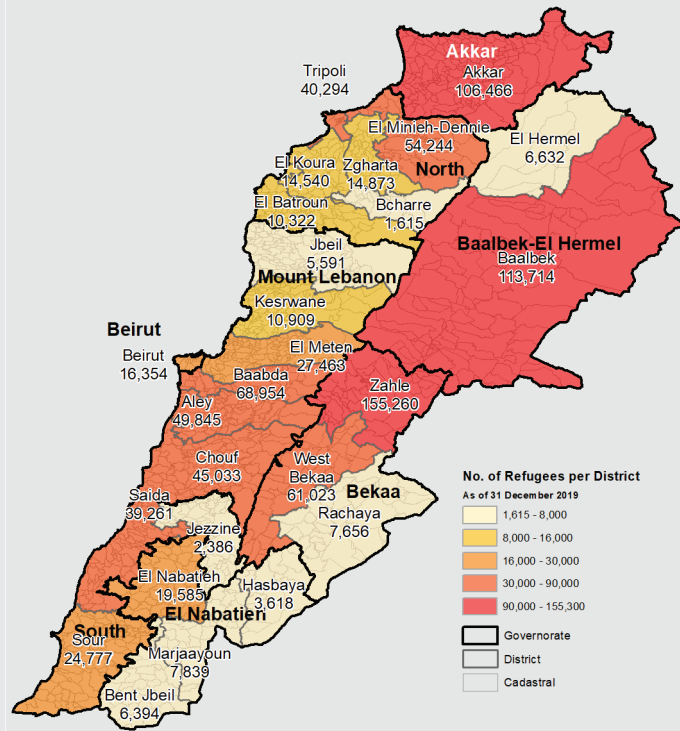 Akkar
Akkar
106,466
Tripoli
40,294
El Minieh-Dennie
54,244
North
El Hermel
6,632
El Koura
14,540
Zgharta
14,873
El Batroun
10,322
Bcharre
1,615
Baalbek-El Hermel
Baalbek
113,714
Jbeil
5,591
Mount Lebanon
Kesrwane
10,909
Beirut
Beirut
16,354
El Meten
27,463
Baabda
68,954
Zahle
155,260
Aley
49,845
Chouf
45,033
West
Bekaa
61,023
Bekaa
Rachaya
7,656
Saida
39,261
Jezzine
2,386
El Nabatieh
19,585
Hasbaya
3,618
El Nabatien
South
Sour
24,777
Marjaayoun
7,839
Bent Jbeil
6,394
No. of Refugees per District
As of 31 December 2019
1,615 - 8,000
8,000 - 16,000
16,000 - 30,000
30,000 - 90,000
90,000 - 155,300
Governorate
District
Cadastral